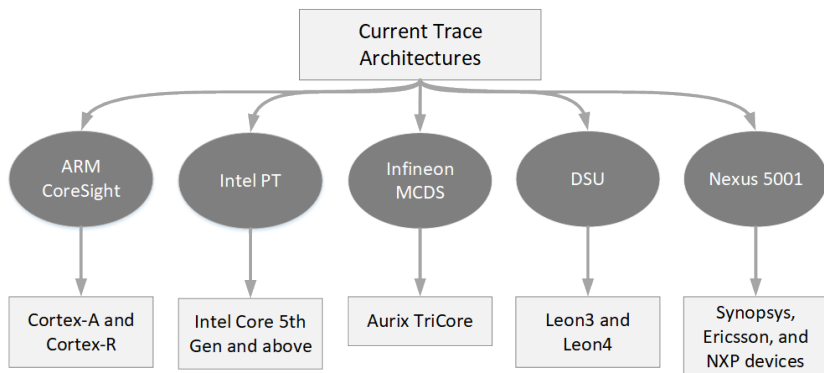 Current Trace
Architectures
ARM
CoreSight
Intel PT
Infineon
MCDS
DSU
Nexus 5001
Cortex-A and
Cortex-R
Intel Core 5th
Gen and above
Aurix TriCore
Leon3 and
Leon4
Synopsys,
Ericsson, and
NXP devices